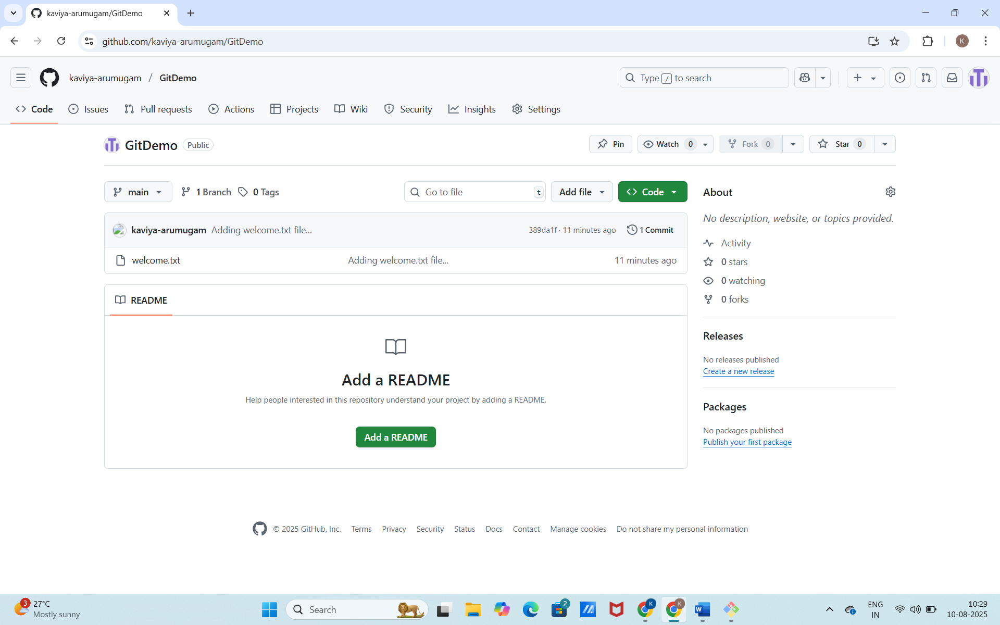 kaviya-arumugam/GitDemo
github.com/kaviya-arumugam/GitDemo
K
kaviya-arumugam / GitDemo
Type / to search
Code Issues Pull requests Actions Projects Wiki Security Insights Settings
GitDemo Public
Pin Watch 0 Fork 0 Star 0
main 1 Branch 0 Tags Go to file t Add file Code
kaviya-arumugam Adding welcome.txt file... 389da1f · 11 minutes ago 1 Commit
welcome.txt Adding welcome.txt file... 11 minutes ago
README
Add a README
Help people interested in this repository understand your project by adding a README.
Add a README
About
No description, website, or topics provided.
Activity
0 stars
0 watching
0 forks
Releases
No releases published
Create a new release
Packages
No packages published
Publish your first package
© 2025 GitHub, Inc. Terms Privacy Security Status Docs Contact Manage cookies Do not share my personal information
3
27°C
Mostly sunny
Search
2
K
K
ENG
IN
10:29
10-08-2025